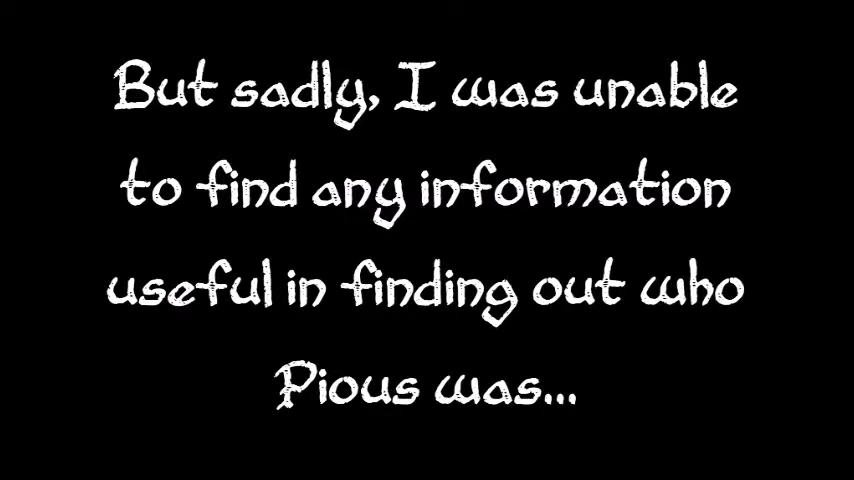 But sadly, I was unable
to find any information
useful in finding out who
Pious was...